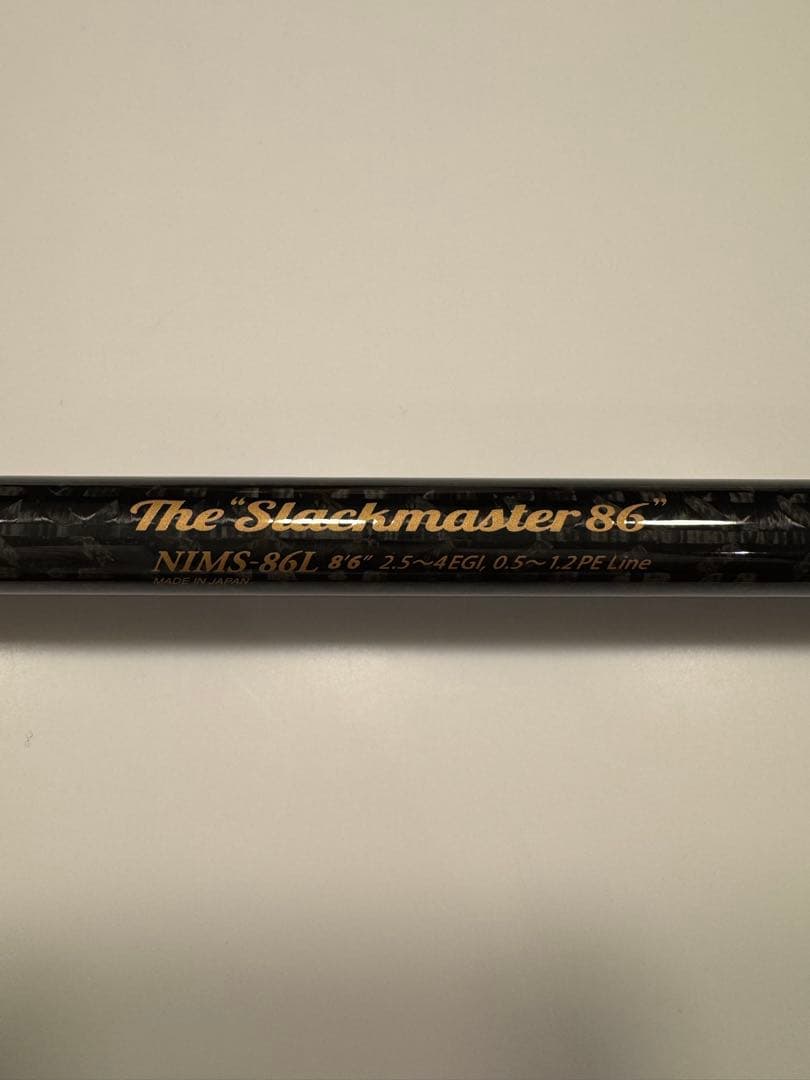 The “Slackmaster 86”
NIMS-86L 8'6" 2.5～4EGI, 0.5～1.2PE Line
MADE IN JAPAN